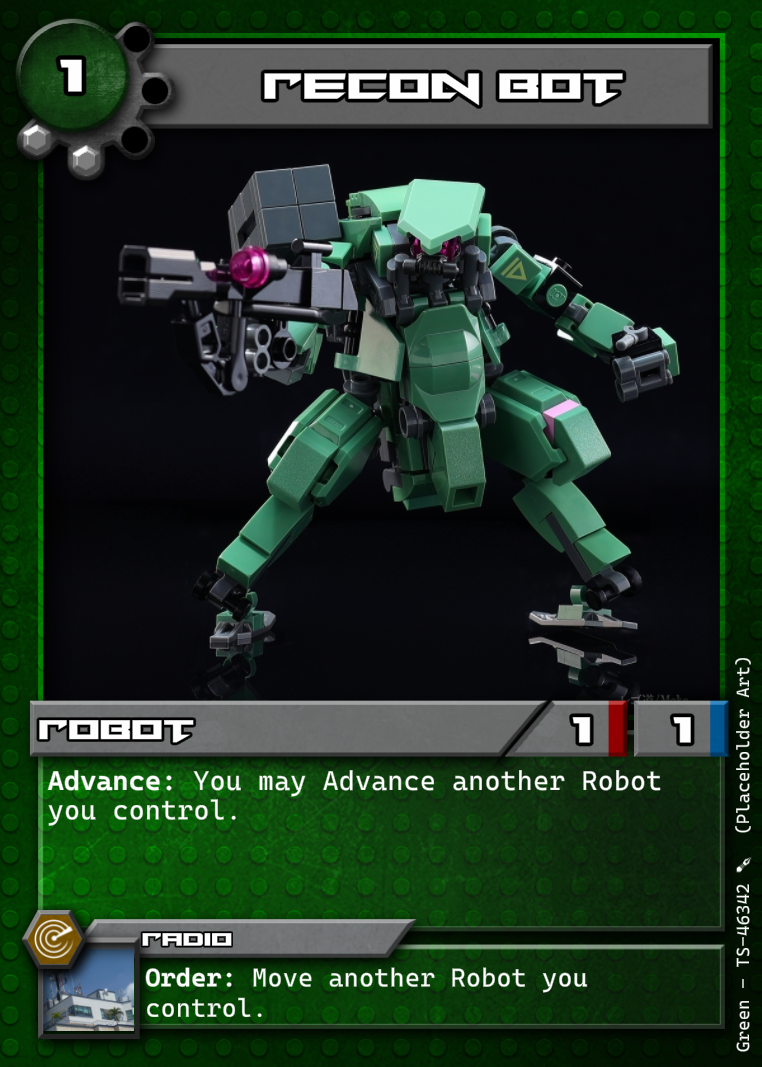 1
RECON BOT
ROBOT
1
1
Advance: You may Advance another Robot
you control.
RADIO
Order: Move another Robot you
control.
Green – TS-46342 (Placeholder Art)